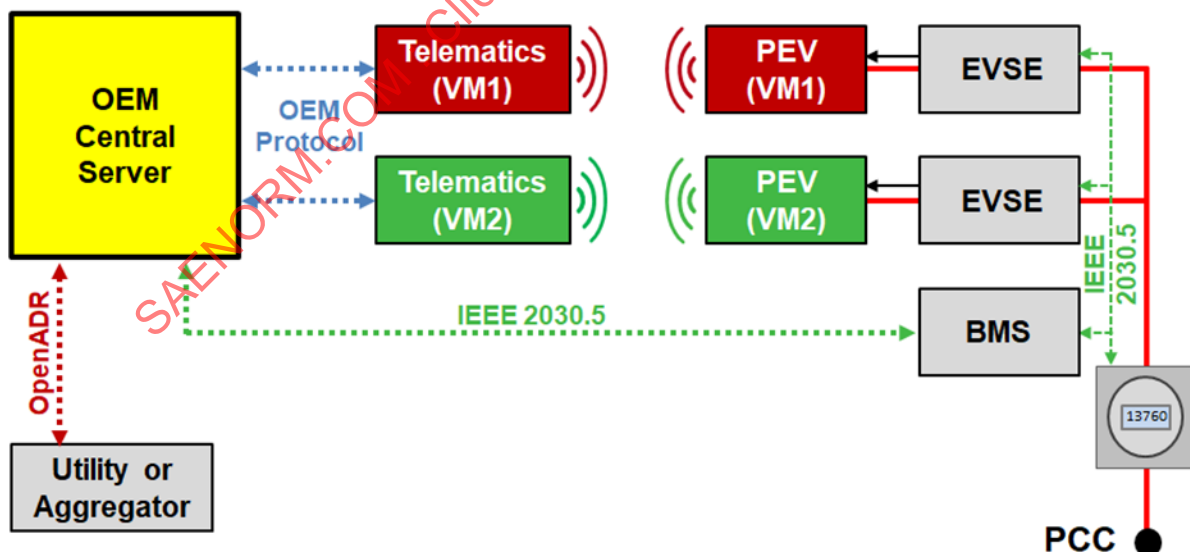 OEM
Central
Server
OEM
Protocol
Telematics
(VM1)
PEV
(VM1)
EVSE
Telematics
(VM2)
PEV
(VM2)
EVSE
IEEE
2030.5
IEEE 2030.5
BMS
OpenADR
13760
Utility or
Aggregator
PCC
SAENORM.COM Clic